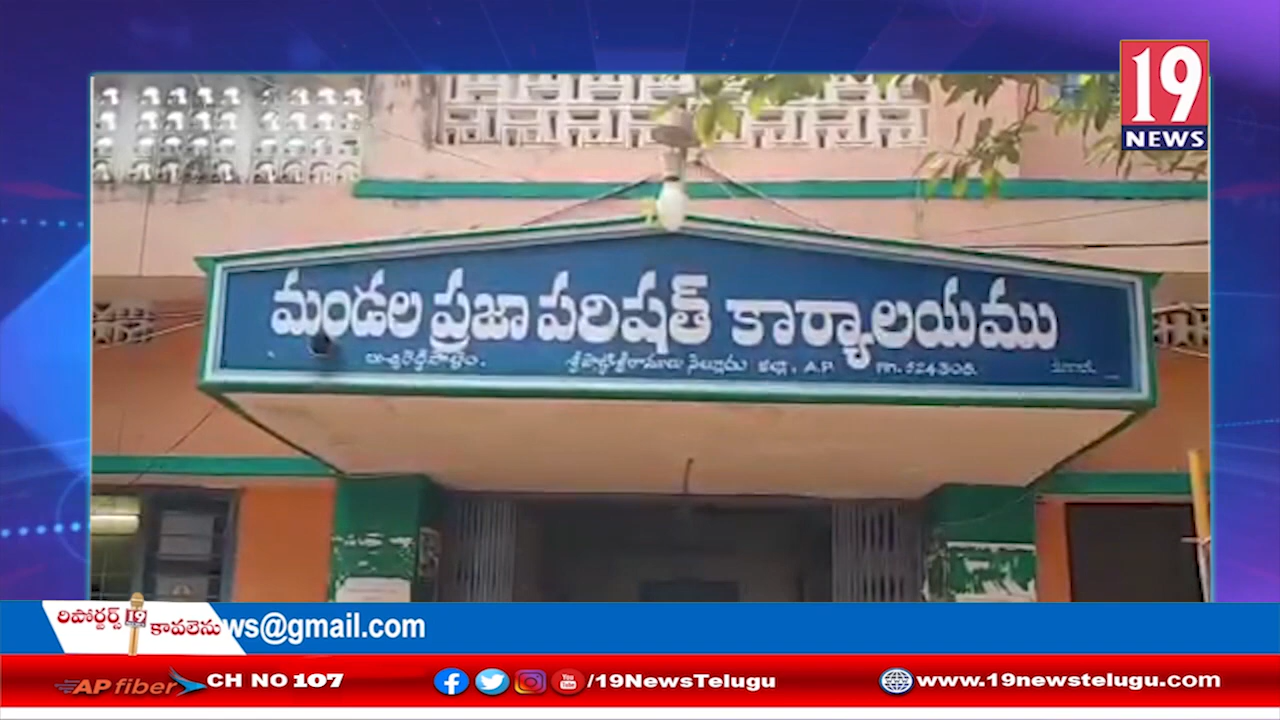 19
NEWS
మండల ప్రజా పరిషత్ కార్యాలయము
శ్రీపొట్టిశ్రీరాములు నెల్లూరు జిల్లా, A.P.
రిపోర్టర్స్ 19 కావలెను
ws@gmail.com
AP fiber CH NO 107
/19NewsTelugu
www.19newstelugu.com